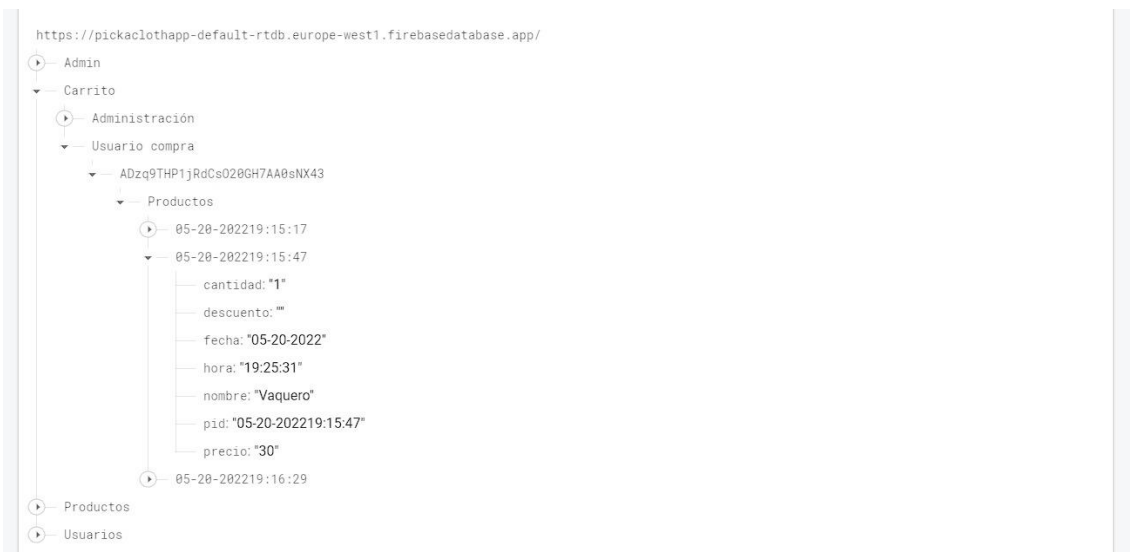 https://pickaclothapp-default-rtdb.europe-west1.firebasedatabase.app/
Admin
Carrito
Administración
Usuario compra
ADzq9THP1jRdCsO20GH7AA0sNX43
Productos
05-20-202219:15:17
05-20-202219:15:47
cantidad: "1"
descuento: ""
fecha: "05-20-2022"
hora: "19:25:31"
nombre: "Vaquero"
pid: "05-20-202219:15:47"
precio: "30"
05-20-202219:16:29
Productos
Usuarios